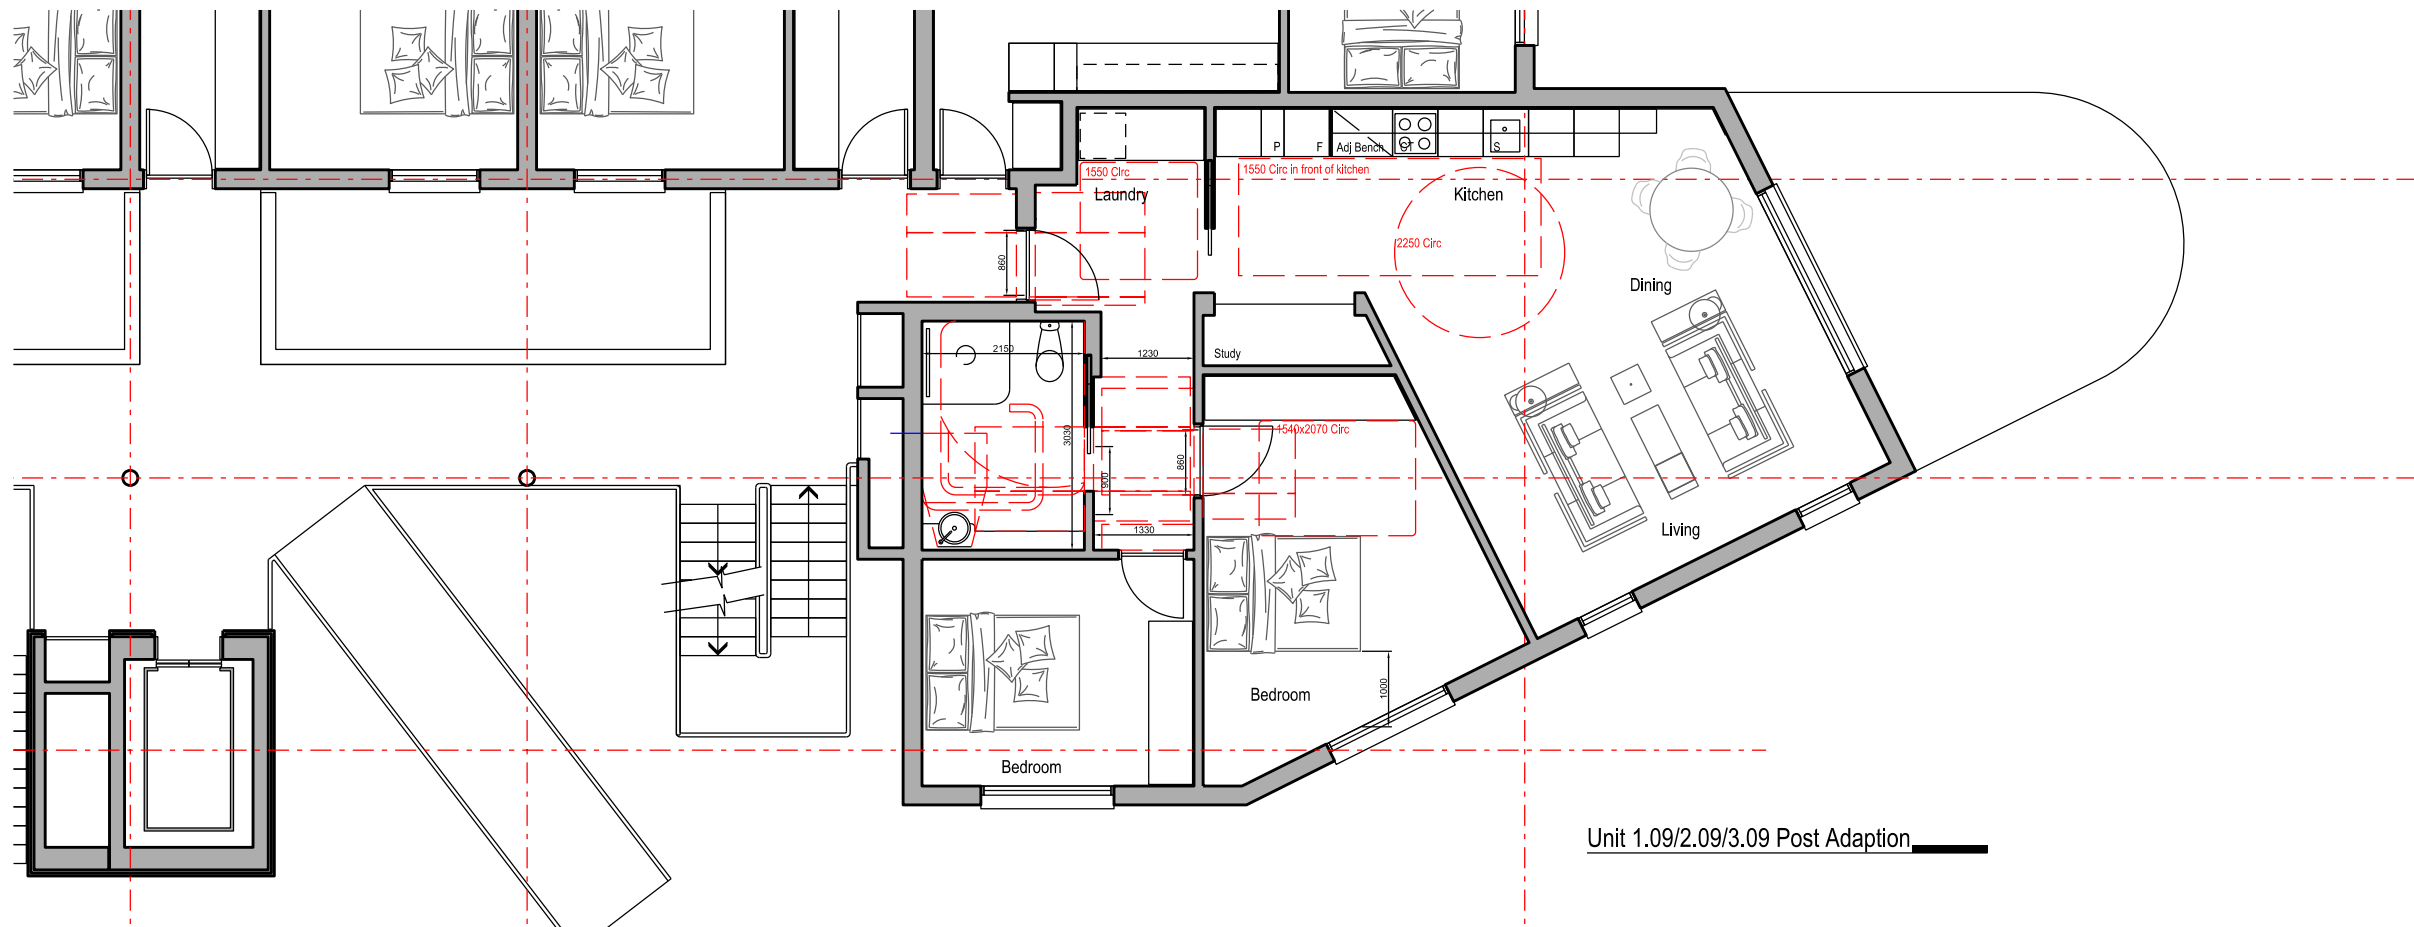 P
F
Adj Bench
CT
S
1550 CIrc
1550 Circ in front of kitchen
Laundry
Kitchen
2250 Circ
860
Dining
2150
1230
Study
1540x2070 Circ
3030
860
900
1330
Living
1000
Bedroom
Bedroom
Unit 1.09/2.09/3.09 Post Adaption